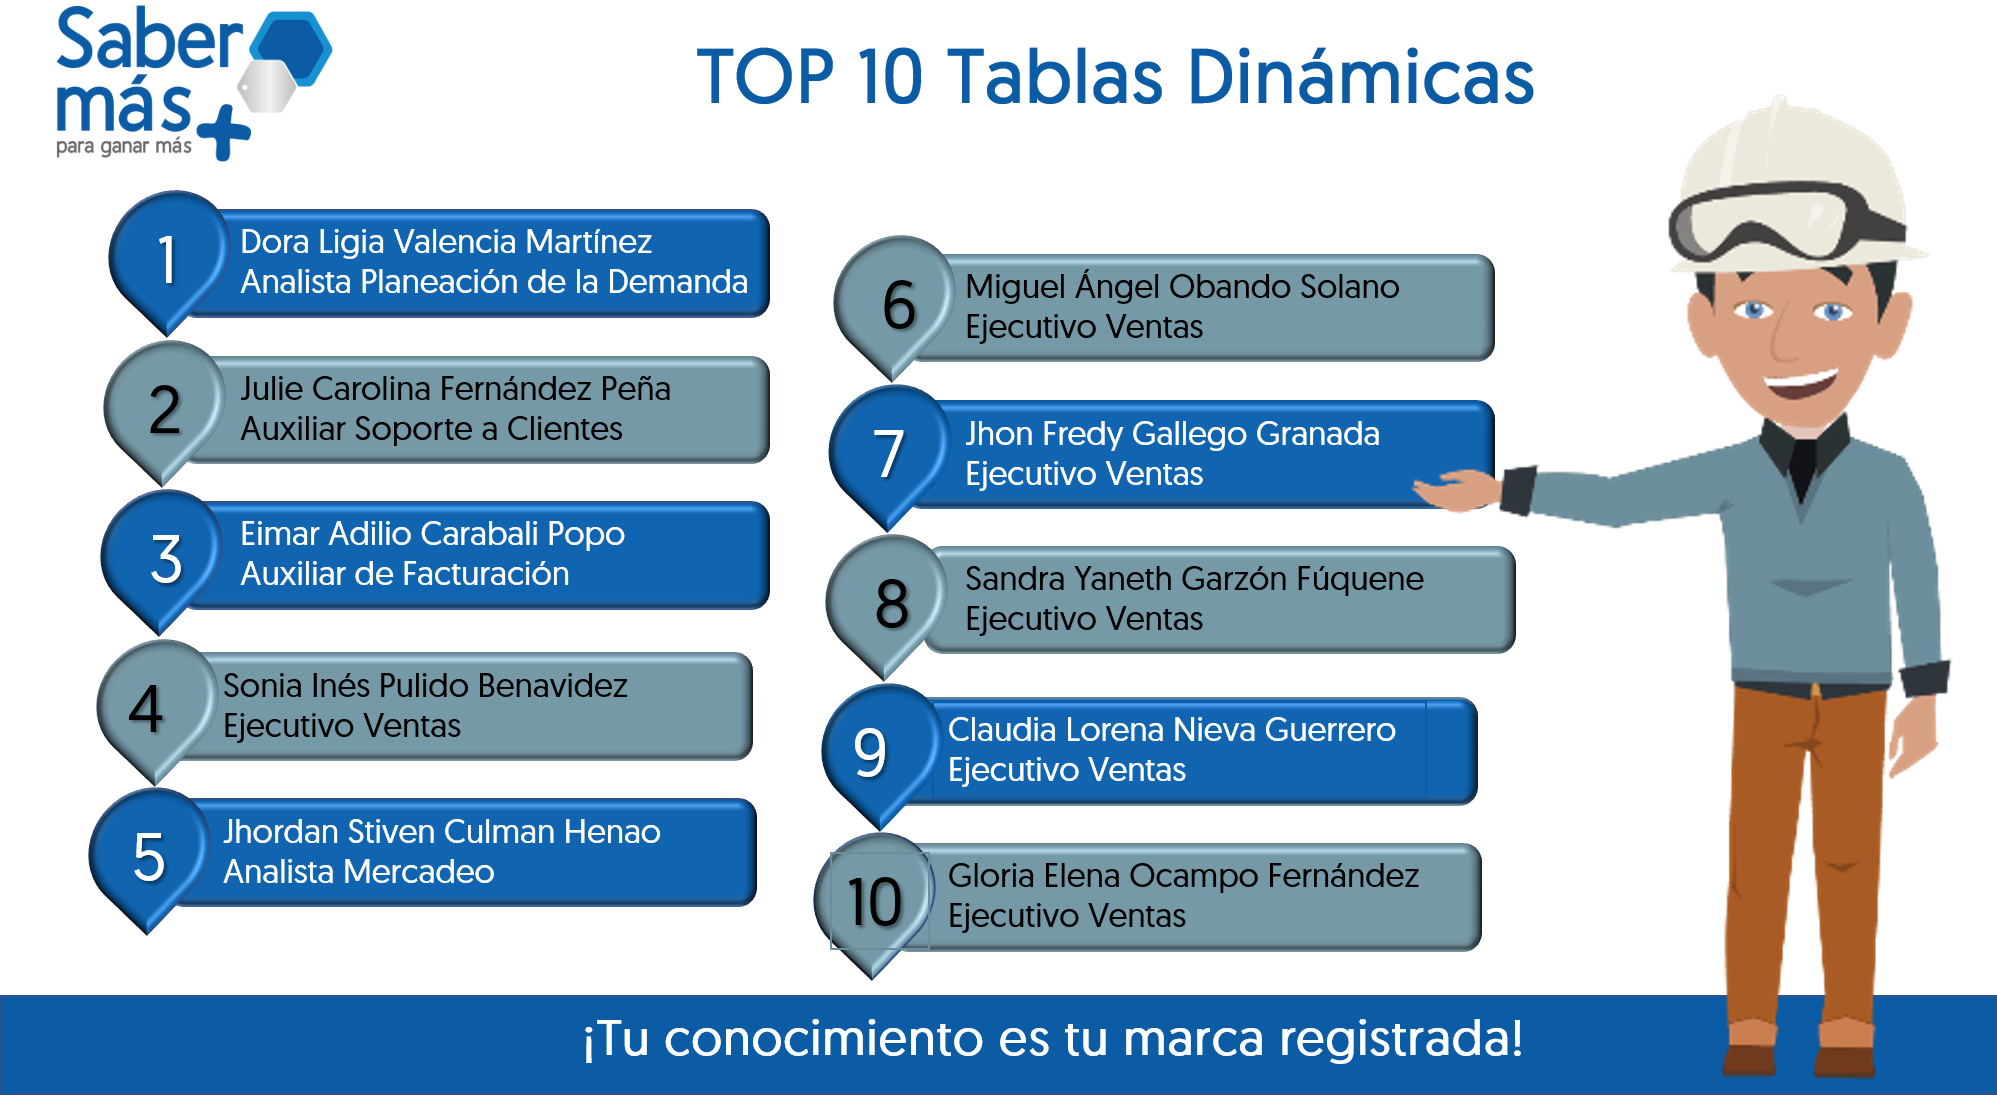 Saber
más
para ganar más
TOP 10 Tablas Dinámicas
1
Dora Ligia Valencia Martínez
Analista Planeación de la Demanda
2
Julie Carolina Fernández Peña
Auxiliar Soporte a Clientes
3
Eimar Adilio Carabali Popo
Auxiliar de Facturación
4
Sonia Inés Pulido Benavidez
Ejecutivo Ventas
5
Jhordan Stiven Culman Henao
Analista Mercadeo
6
Miguel Ángel Obando Solano
Ejecutivo Ventas
7
Jhon Fredy Gallego Granada
Ejecutivo Ventas
8
Sandra Yaneth Garzón Fúquene
Ejecutivo Ventas
9
Claudia Lorena Nieva Guerrero
Ejecutivo Ventas
10
Gloria Elena Ocampo Fernández
Ejecutivo Ventas
¡Tu conocimiento es tu marca registrada!